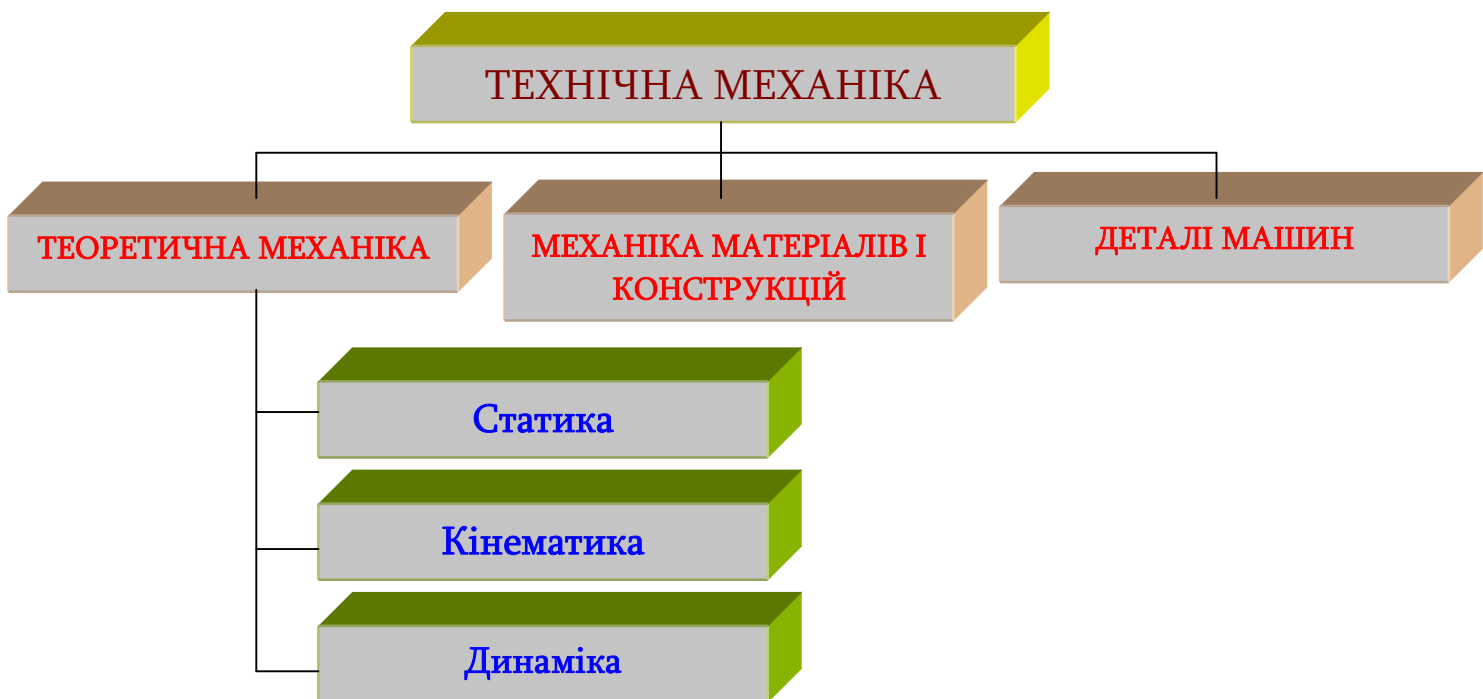 ТЕХНІЧНА МЕХАНІКА
ТЕОРЕТИЧНА МЕХАНІКА
МЕХАНІКА МАТЕРІАЛІВ І
КОНСТРУКЦІЙ
ДЕТАЛІ МАШИН
Статика
Кінематика
Динаміка